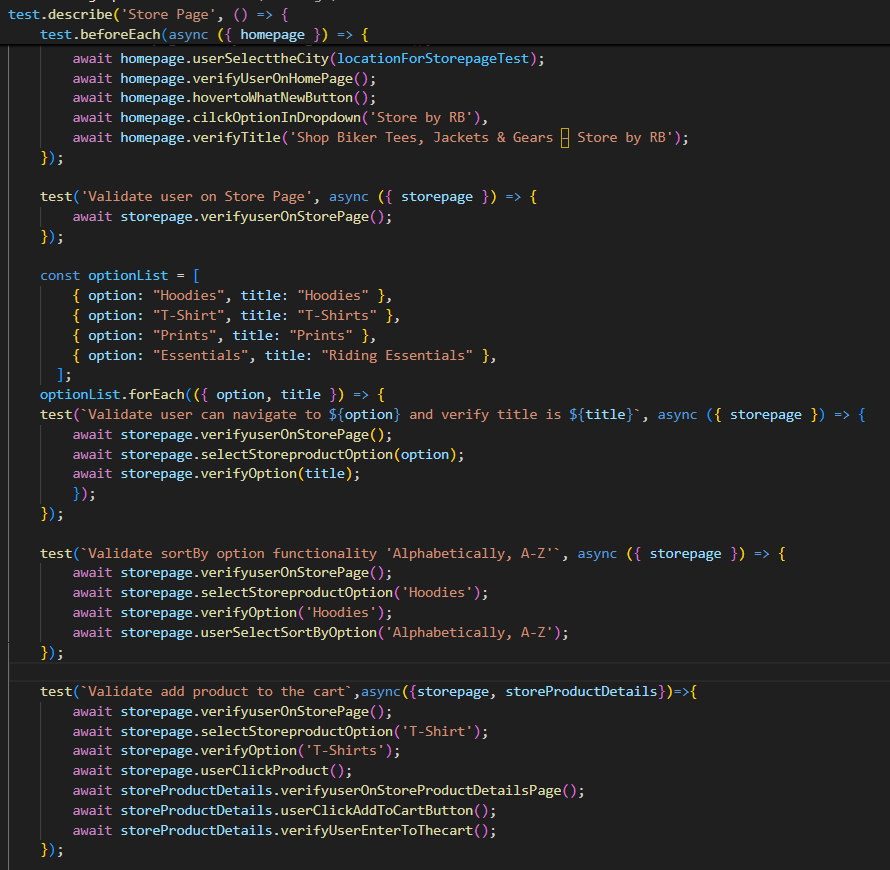 test.describe('Store Page', () => {
    test.beforeEach(async ({ homepage }) => {
        await homepage.userSelecttheCity(locationForStorepageTest);
        await homepage.verifyUserOnHomePage();
        await homepage.hovertoWhatNewButton();
        await homepage.cilckOptionInDropdown('Store by RB'),
        await homepage.verifyTitle('Shop Biker Tees, Jackets & Gears – Store by RB');
    });

    test('Validate user on Store Page', async ({ storepage }) => {
        await storepage.verifyuserOnStorePage();
    });

    const optionList = [
        { option: "Hoodies", title: "Hoodies" },
        { option: "T-Shirt", title: "T-Shirts" },
        { option: "Prints", title: "Prints" },
        { option: "Essentials", title: "Riding Essentials" },
      ];
    optionList.forEach(({ option, title }) => {
    test(`Validate user can navigate to ${option} and verify title is ${title}`, async ({ storepage }) => {
        await storepage.verifyuserOnStorePage();
        await storepage.selectStoreproductOption(option);
        await storepage.verifyOption(title);
        });
    });

    test(`Validate sortBy option functionality 'Alphabetically, A-Z'`, async ({ storepage }) => {
        await storepage.verifyuserOnStorePage();
        await storepage.selectStoreproductOption('Hoodies');
        await storepage.verifyOption('Hoodies');
        await storepage.userSelectSortByOption('Alphabetically, A-Z');
    });

    test(`Validate add product to the cart`,async({storepage, storeProductDetails})=>{
        await storepage.verifyuserOnStorePage();
        await storepage.selectStoreproductOption('T-Shirt');
        await storepage.verifyOption('T-Shirts');
        await storepage.userClickProduct();
        await storeProductDetails.verifyuserOnStoreProductDetailsPage();
        await storeProductDetails.userClickAddToCartButton();
        await storeProductDetails.verifyUserEnterToThecart();
    });